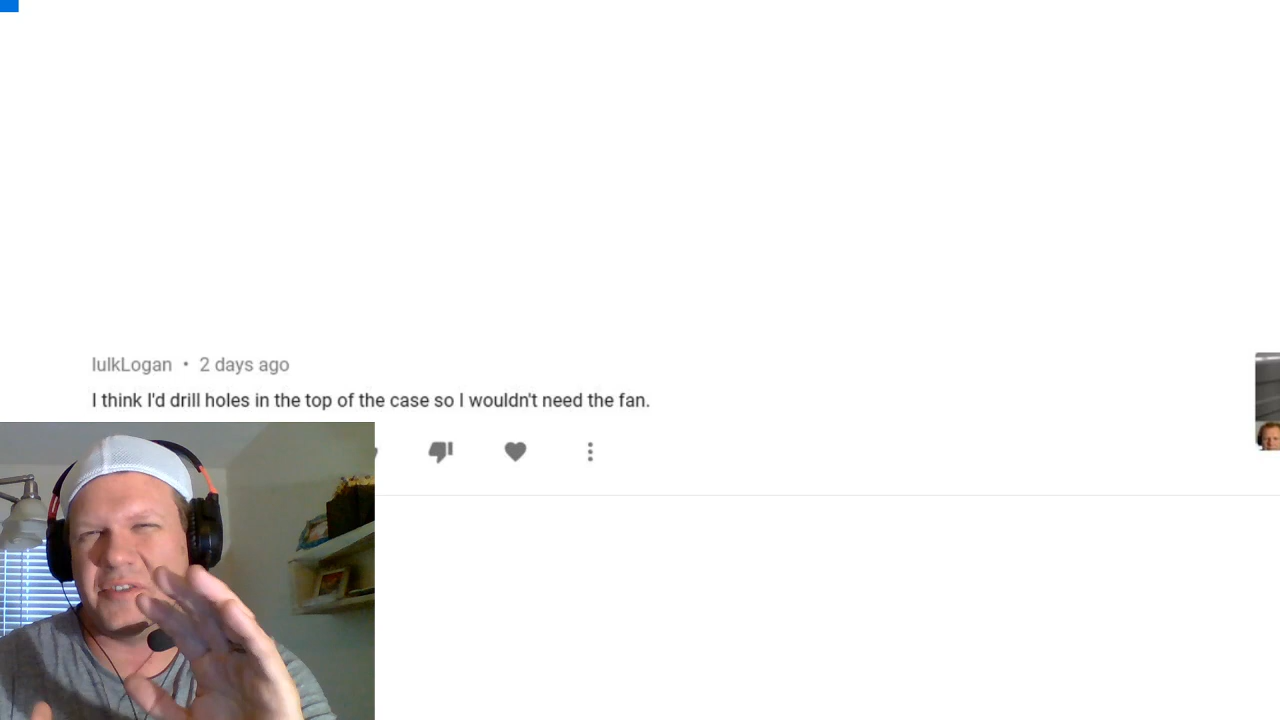 lulkLogan • 2 days ago
I think I'd drill holes in the top of the case so I wouldn't need the fan.